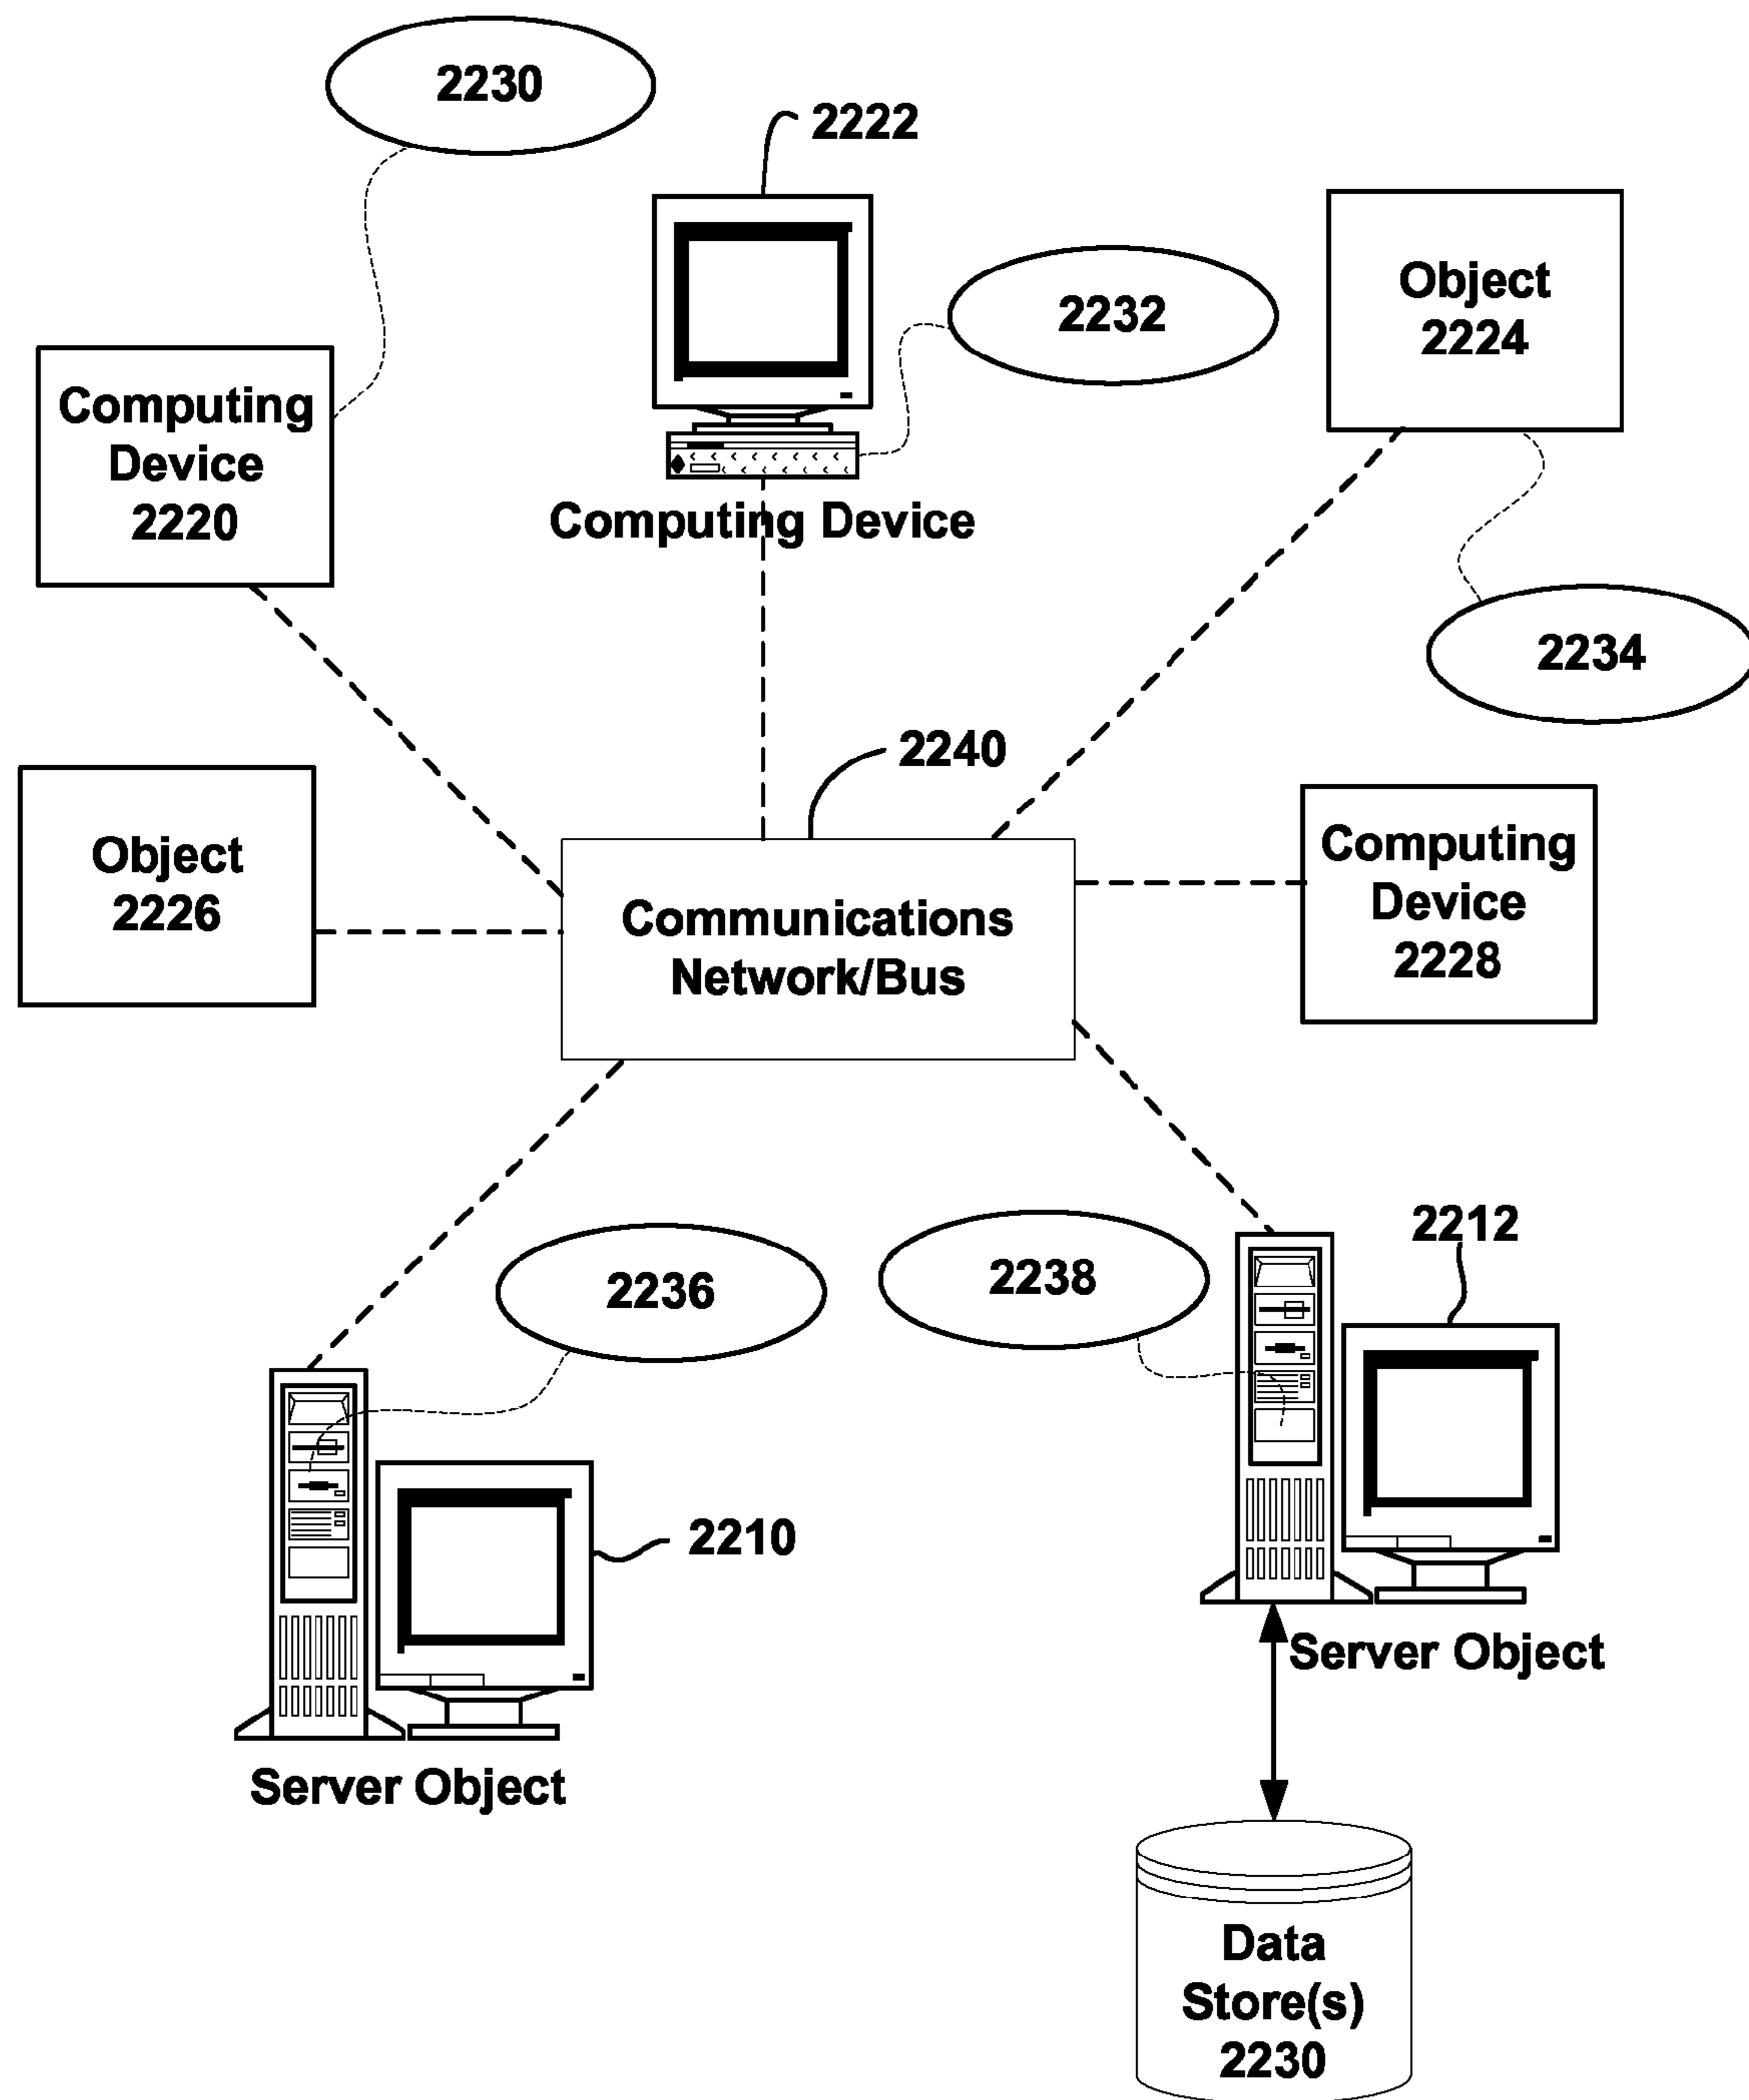 2230
2222
2232
Object
2224
Computing
Device
2220
Computing Device
2234
2240
Object
2226
Communications
Network/Bus
Computing
Device
2228
2236
2238
2212
2210
Server Object
Server Object
Data
Store(s)
2230